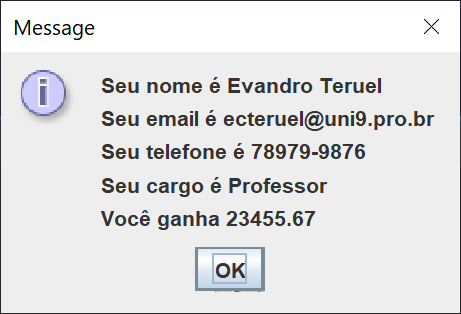 Message
Seu nome é Evandro Teruel
Seu email é ecteruel@uni9.pro.br
Seu telefone é 78979-9876
Seu cargo é Professor
Você ganha 23455.67
OK